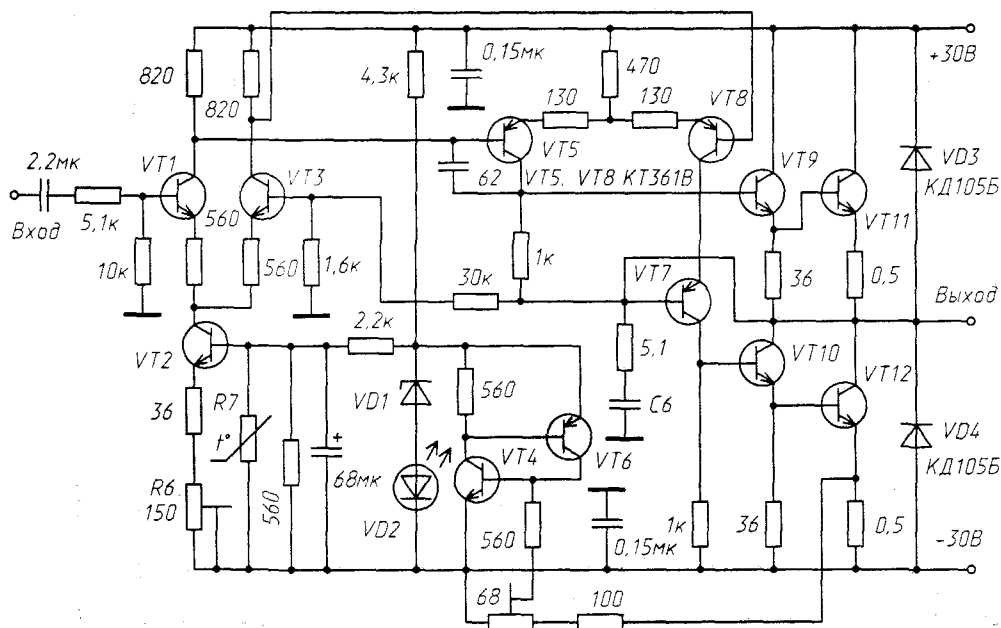 820
820
4,3к
0,15мк
470
130
130
VT8
+30В
2,2мк
VT1
VT3
VT5
62
VT5, VT8 КТ361В
VT9
VD3
КД105Б
VT11
5,1к
Вход
560
10к
560
1,6к
30к
1к
VT7
36
0,5
Выход
VT2
2,2к
5,1
VT10
36
R7
t°
VD1
560
С6
VT12
VD4
КД105Б
VT4
VT6
R6
150
560
+
68мк
VD2
560
0,15мк
1к
36
0,5
-30В
68
100